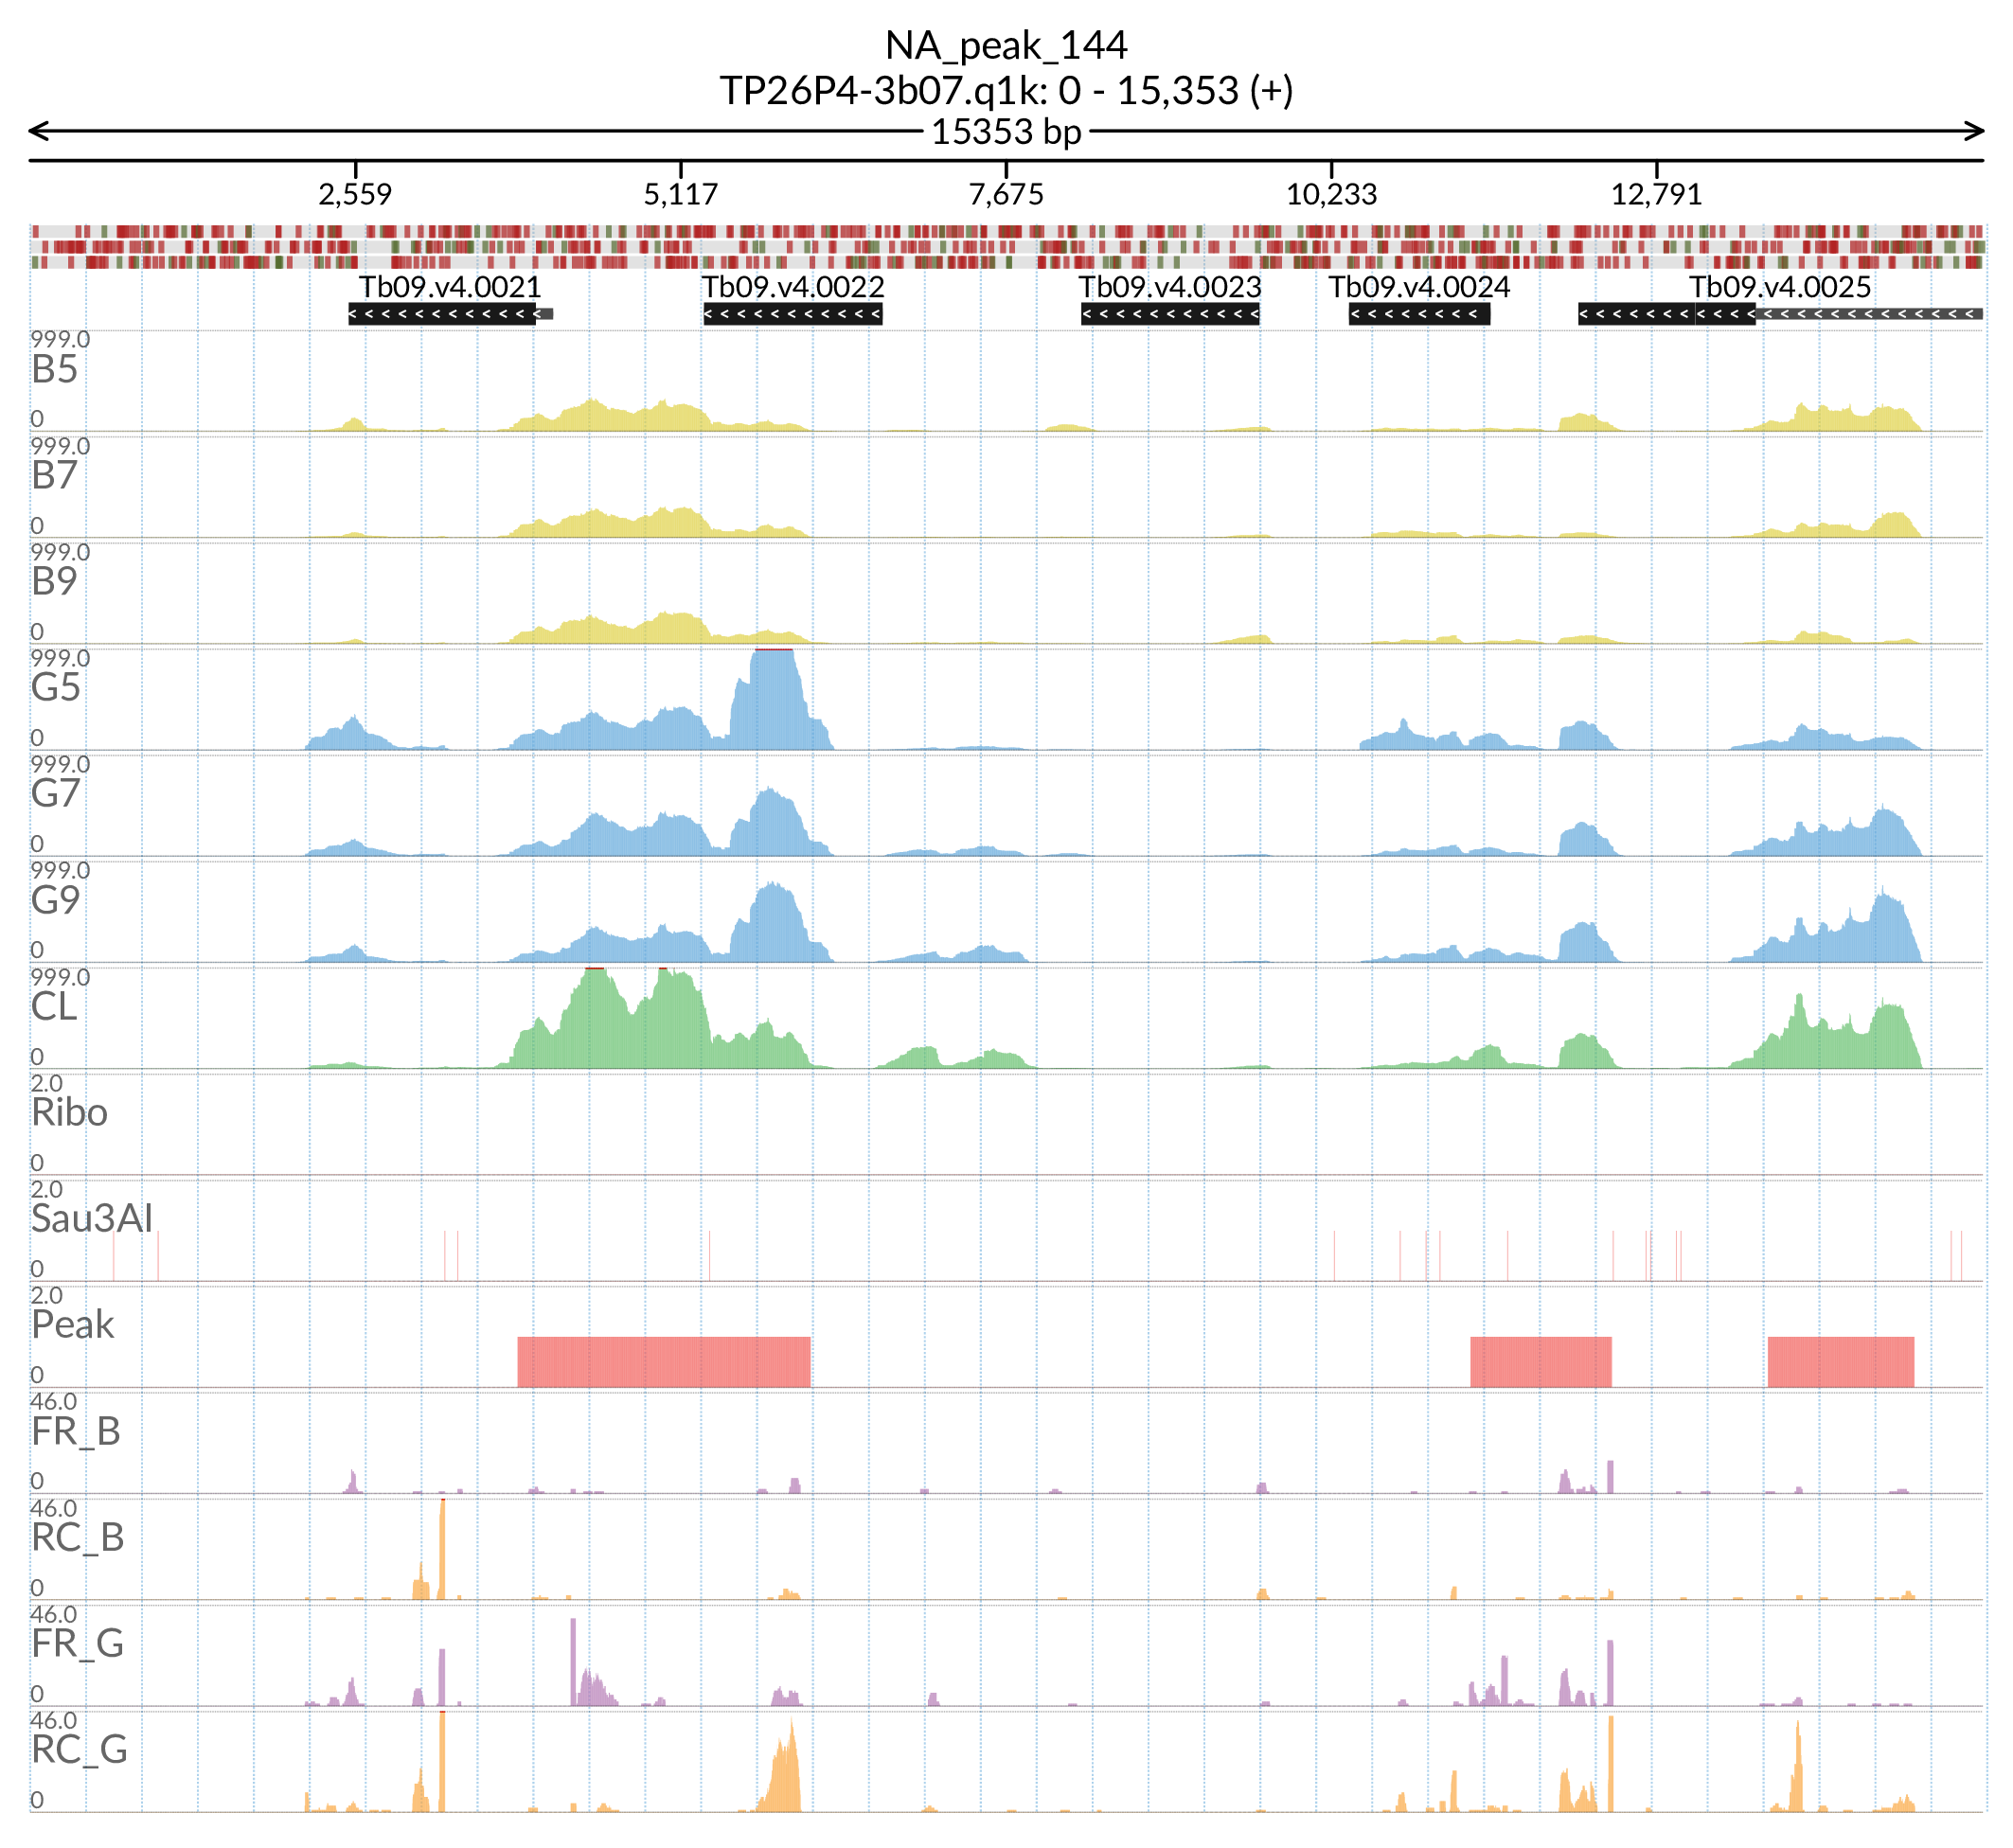 NA_peak_144
TP26P4-3b07.q1k: 0 - 15,353 (+)
15353 bp
2,559 5,117 7,675 10,233 12,791
Tb09.v4.0021 Tb09.v4.0022 Tb09.v4.0023 Tb09.v4.0024 Tb09.v4.0025
999.0
B5
0
999.0
B7
0
999.0
B9
0
999.0
G5
0
999.0
G7
0
999.0
G9
0
999.0
CL
0
2.0
Ribo
0
2.0
Sau3AI
0
2.0
Peak
0
46.0
FR_B
0
46.0
RC_B
0
46.0
FR_G
0
46.0
RC_G
0